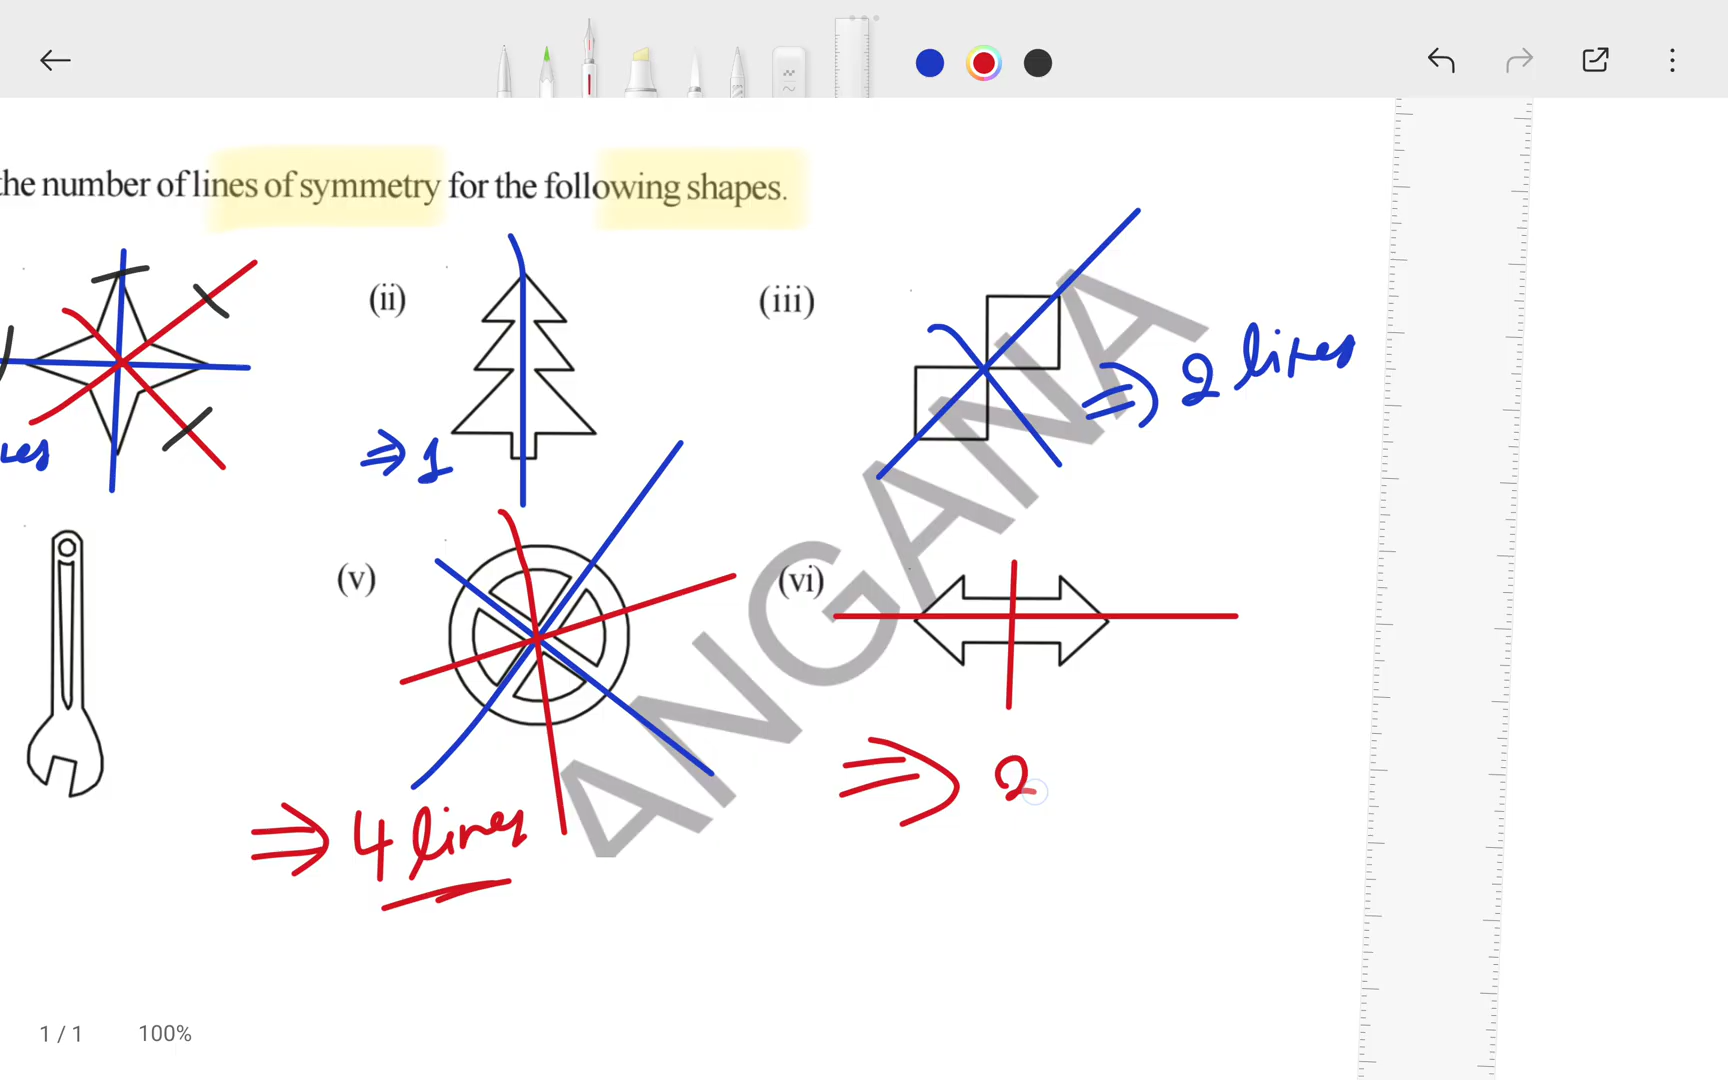 the number of lines of symmetry for the following shapes.
(ii)
(iii)
⇒ 2 lines
⇒ 1
(v)
(vi)
⇒ 4 lines
⇒ 2
ANGANA
1 / 1
100%